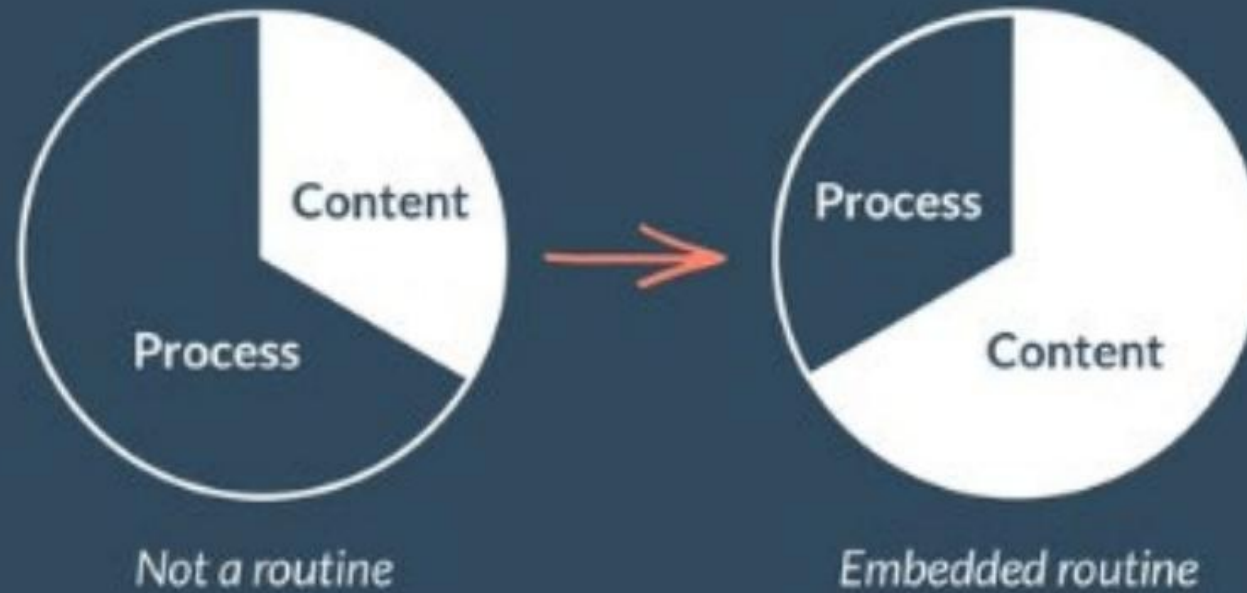 Content
Process
Not a routine
Process
Content
Embedded routine